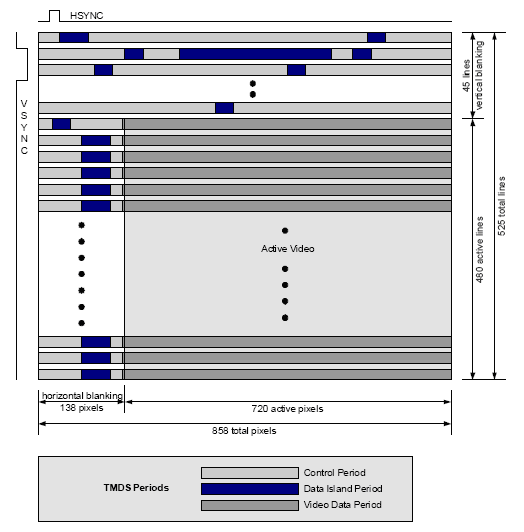 HSYNC
45 lines
vertical blanking
V
S
Y
N
C
Active Video
480 active lines
525 total lines
horizontal blanking
138 pixels
720 active pixels
858 total pixels
TMDS Periods
Control Period
Data Island Period
Video Data Period